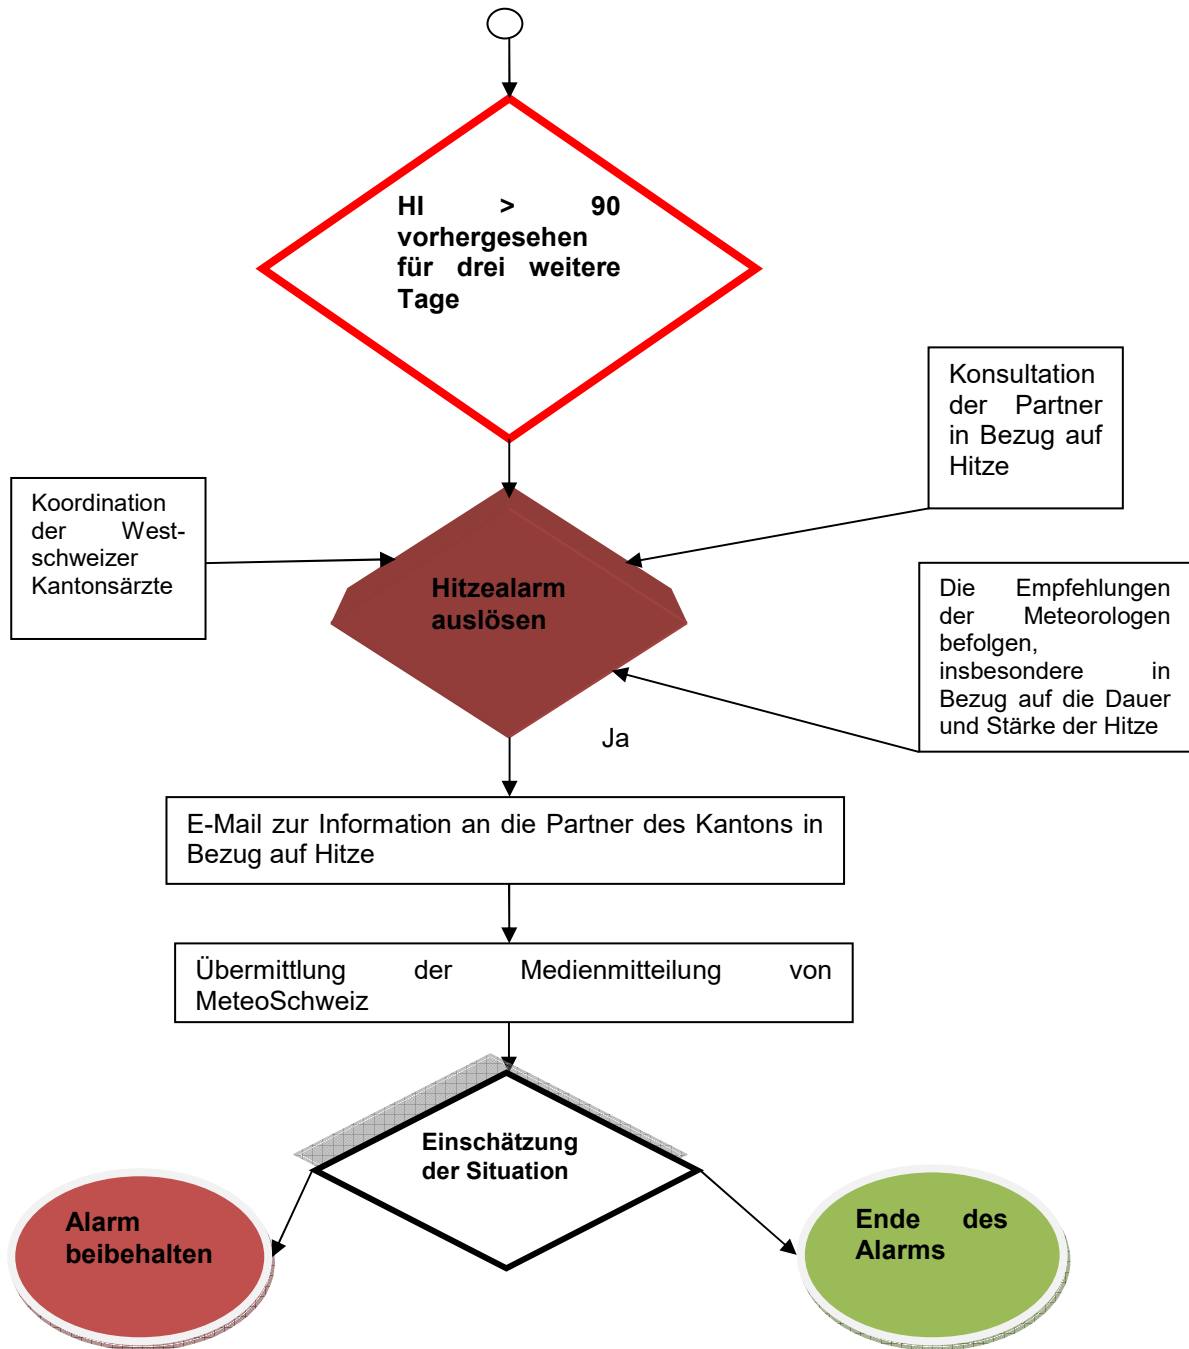 HI > 90
vorhergesehen
für drei weitere
Tage
Konsultation
der Partner
in Bezug auf
Hitze
Koordination
der West-
schweizer
Kantonsärzte
Hitzealarm
auslösen
Die Empfehlungen
der Meteorologen
befolgen,
insbesondere in
Bezug auf die Dauer
und Stärke der Hitze
Ja
E-Mail zur Information an die Partner des Kantons in
Bezug auf Hitze
Übermittlung der Medienmitteilung von
MeteoSchweiz
Einschätzung
der Situation
Alarm
beibehalten
Ende des
Alarms